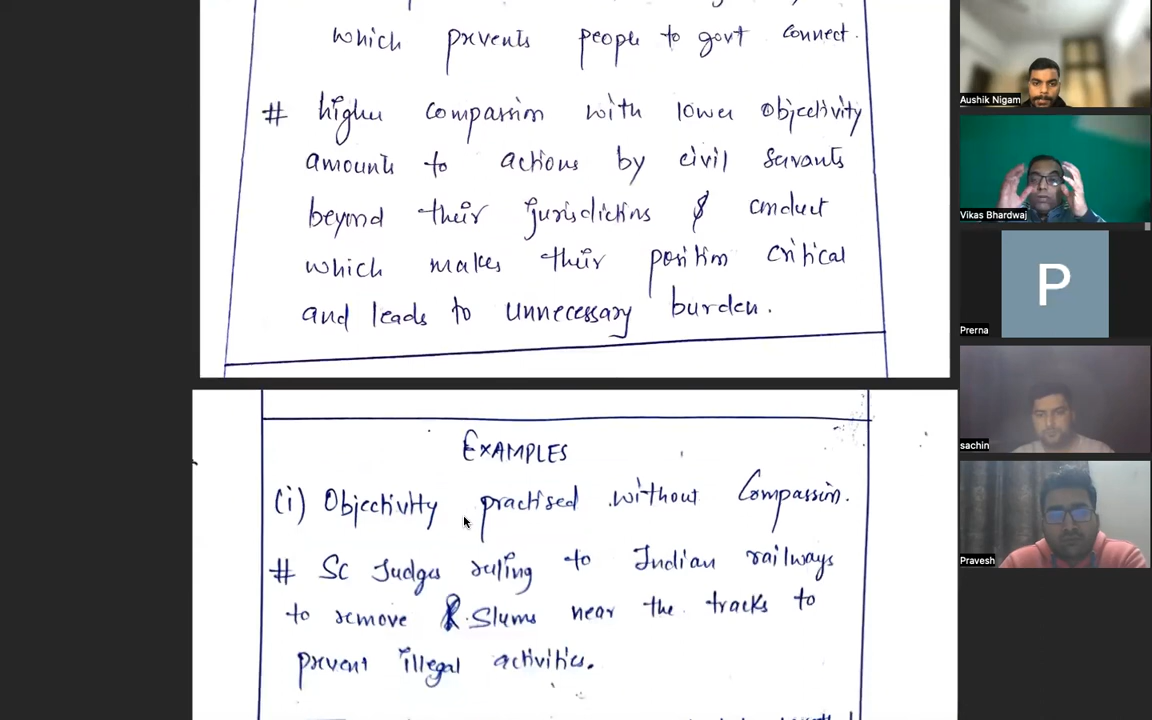 which prevents people to govt connect.
# higher compassion with lower objectivity
amounts to actions by civil servants
beyond their jurisdictions & conduct
which makes their position critical
and leads to unnecessary burden.
EXAMPLES
(i) Objectivity practised without Compassion.
# SC Judges ruling to Indian railways
to remove Slums near the tracks to
prevent illegal activities.
Aushik Nigam
Vikas Bhardwaj
P
Prerna
sachin
Pravesh